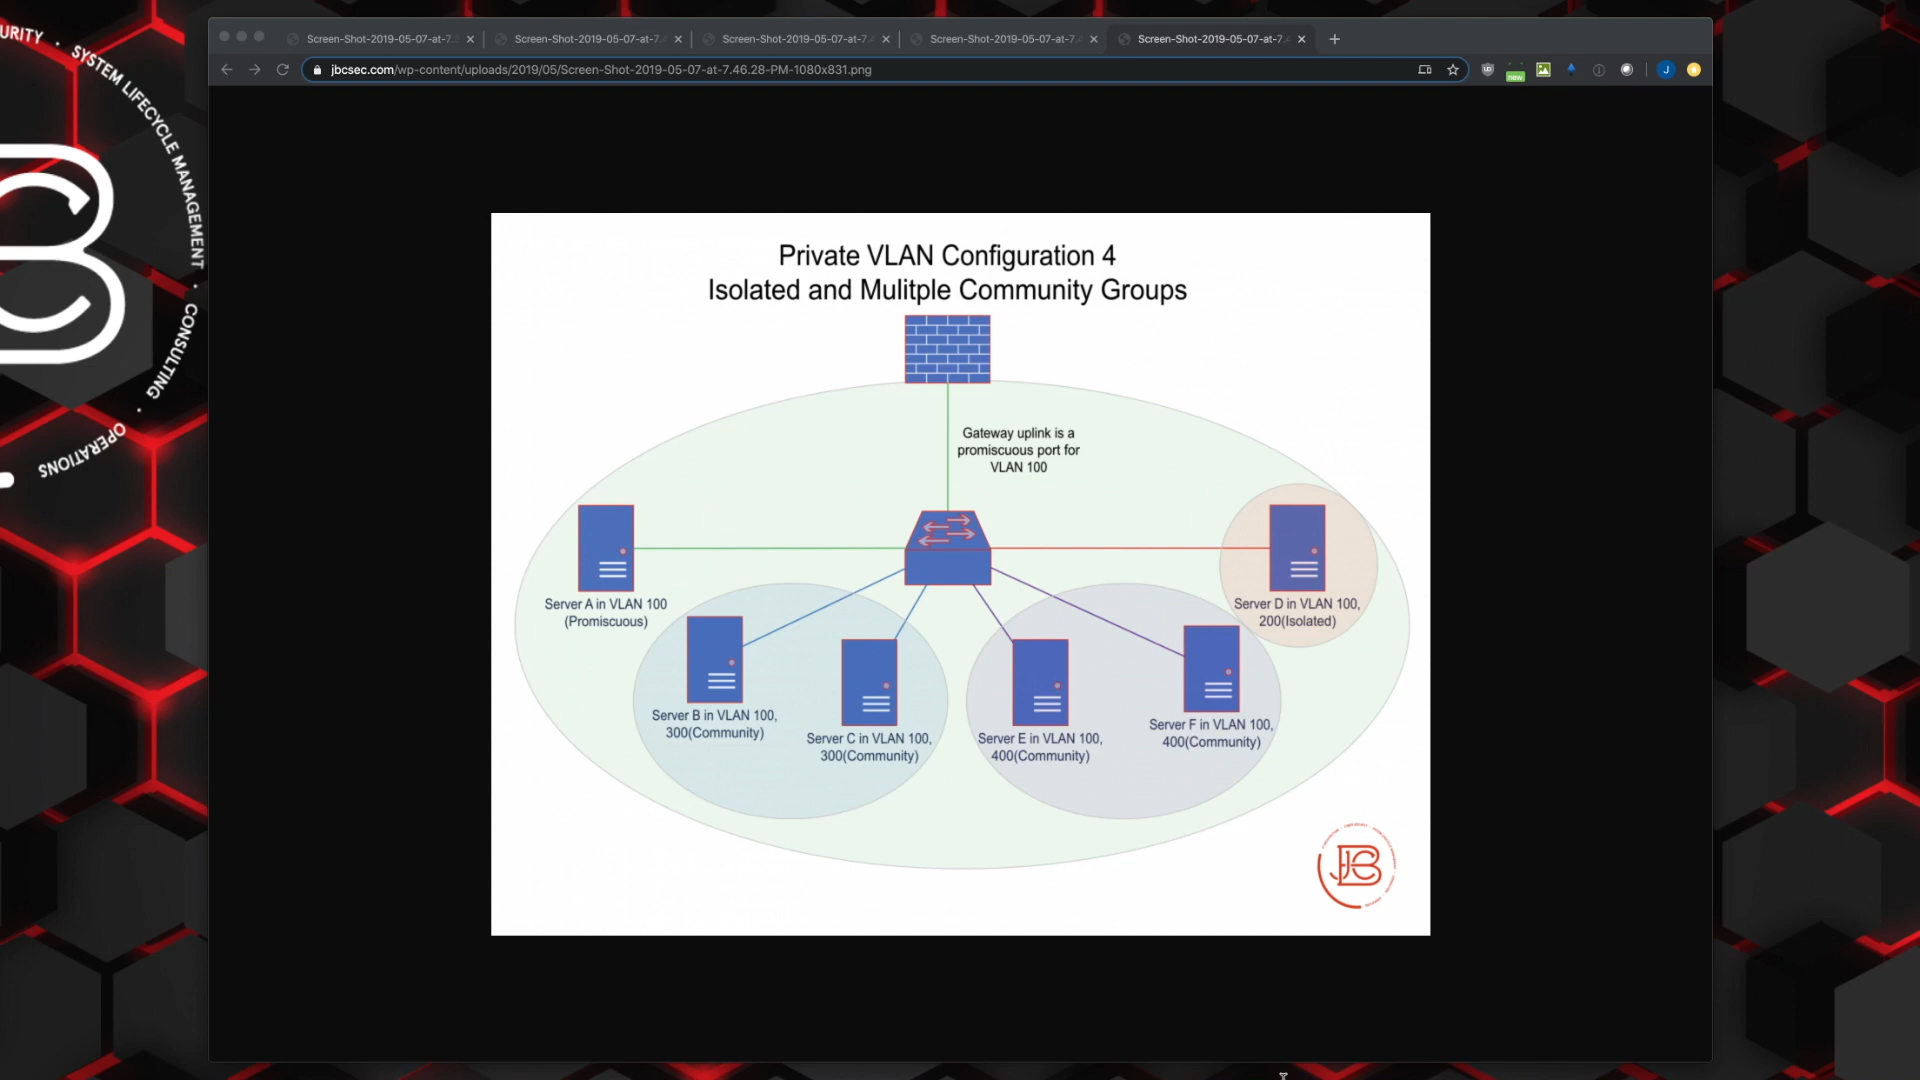 URITY · SYSTEM LIFECYCLE MANAGEMENT · CONSULTING · OPERATIONS
Screen-Shot-2019-05-07-at-7.
Screen-Shot-2019-05-07-at-7.
Screen-Shot-2019-05-07-at-7.
Screen-Shot-2019-05-07-at-7.
Screen-Shot-2019-05-07-at-7.
jbcsec.com/wp-content/uploads/2019/05/Screen-Shot-2019-05-07-at-7.46.28-PM-1080x831.png
new
J
Private VLAN Configuration 4
Isolated and Mulitple Community Groups
Gateway uplink is a
promiscuous port for
VLAN 100
Server A in VLAN 100
(Promiscuous)
Server D in VLAN 100,
200(Isolated)
Server B in VLAN 100,
300(Community)
Server C in VLAN 100,
300(Community)
Server E in VLAN 100,
400(Community)
Server F in VLAN 100,
400(Community)
JBC